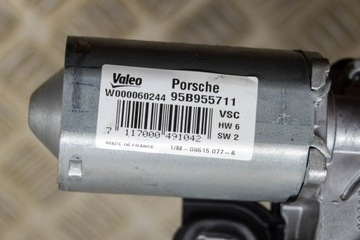 Valeo Porsche
W000060244 95B955711
VSC
HW 6
7 117000 491042 SW 2
MADE IN FRANCE 1/M-09615 077-6